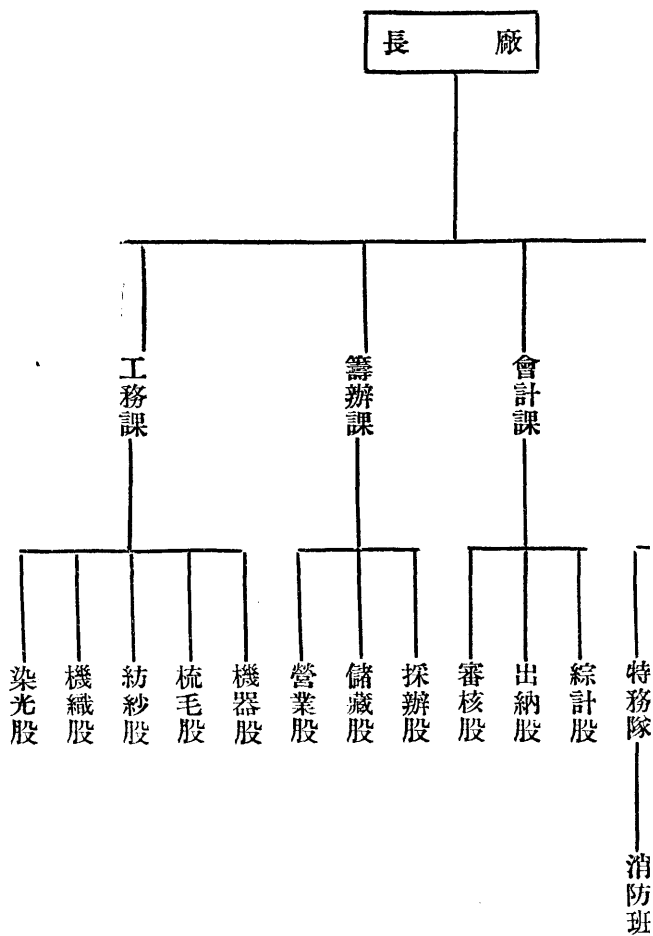 廠長
會計課
籌辦課
工務課
特務隊
綜計股
出納股
審核股
採辦股
儲藏股
營業股
機器股
梳毛股
紡紗股
機織股
染光股
消防班